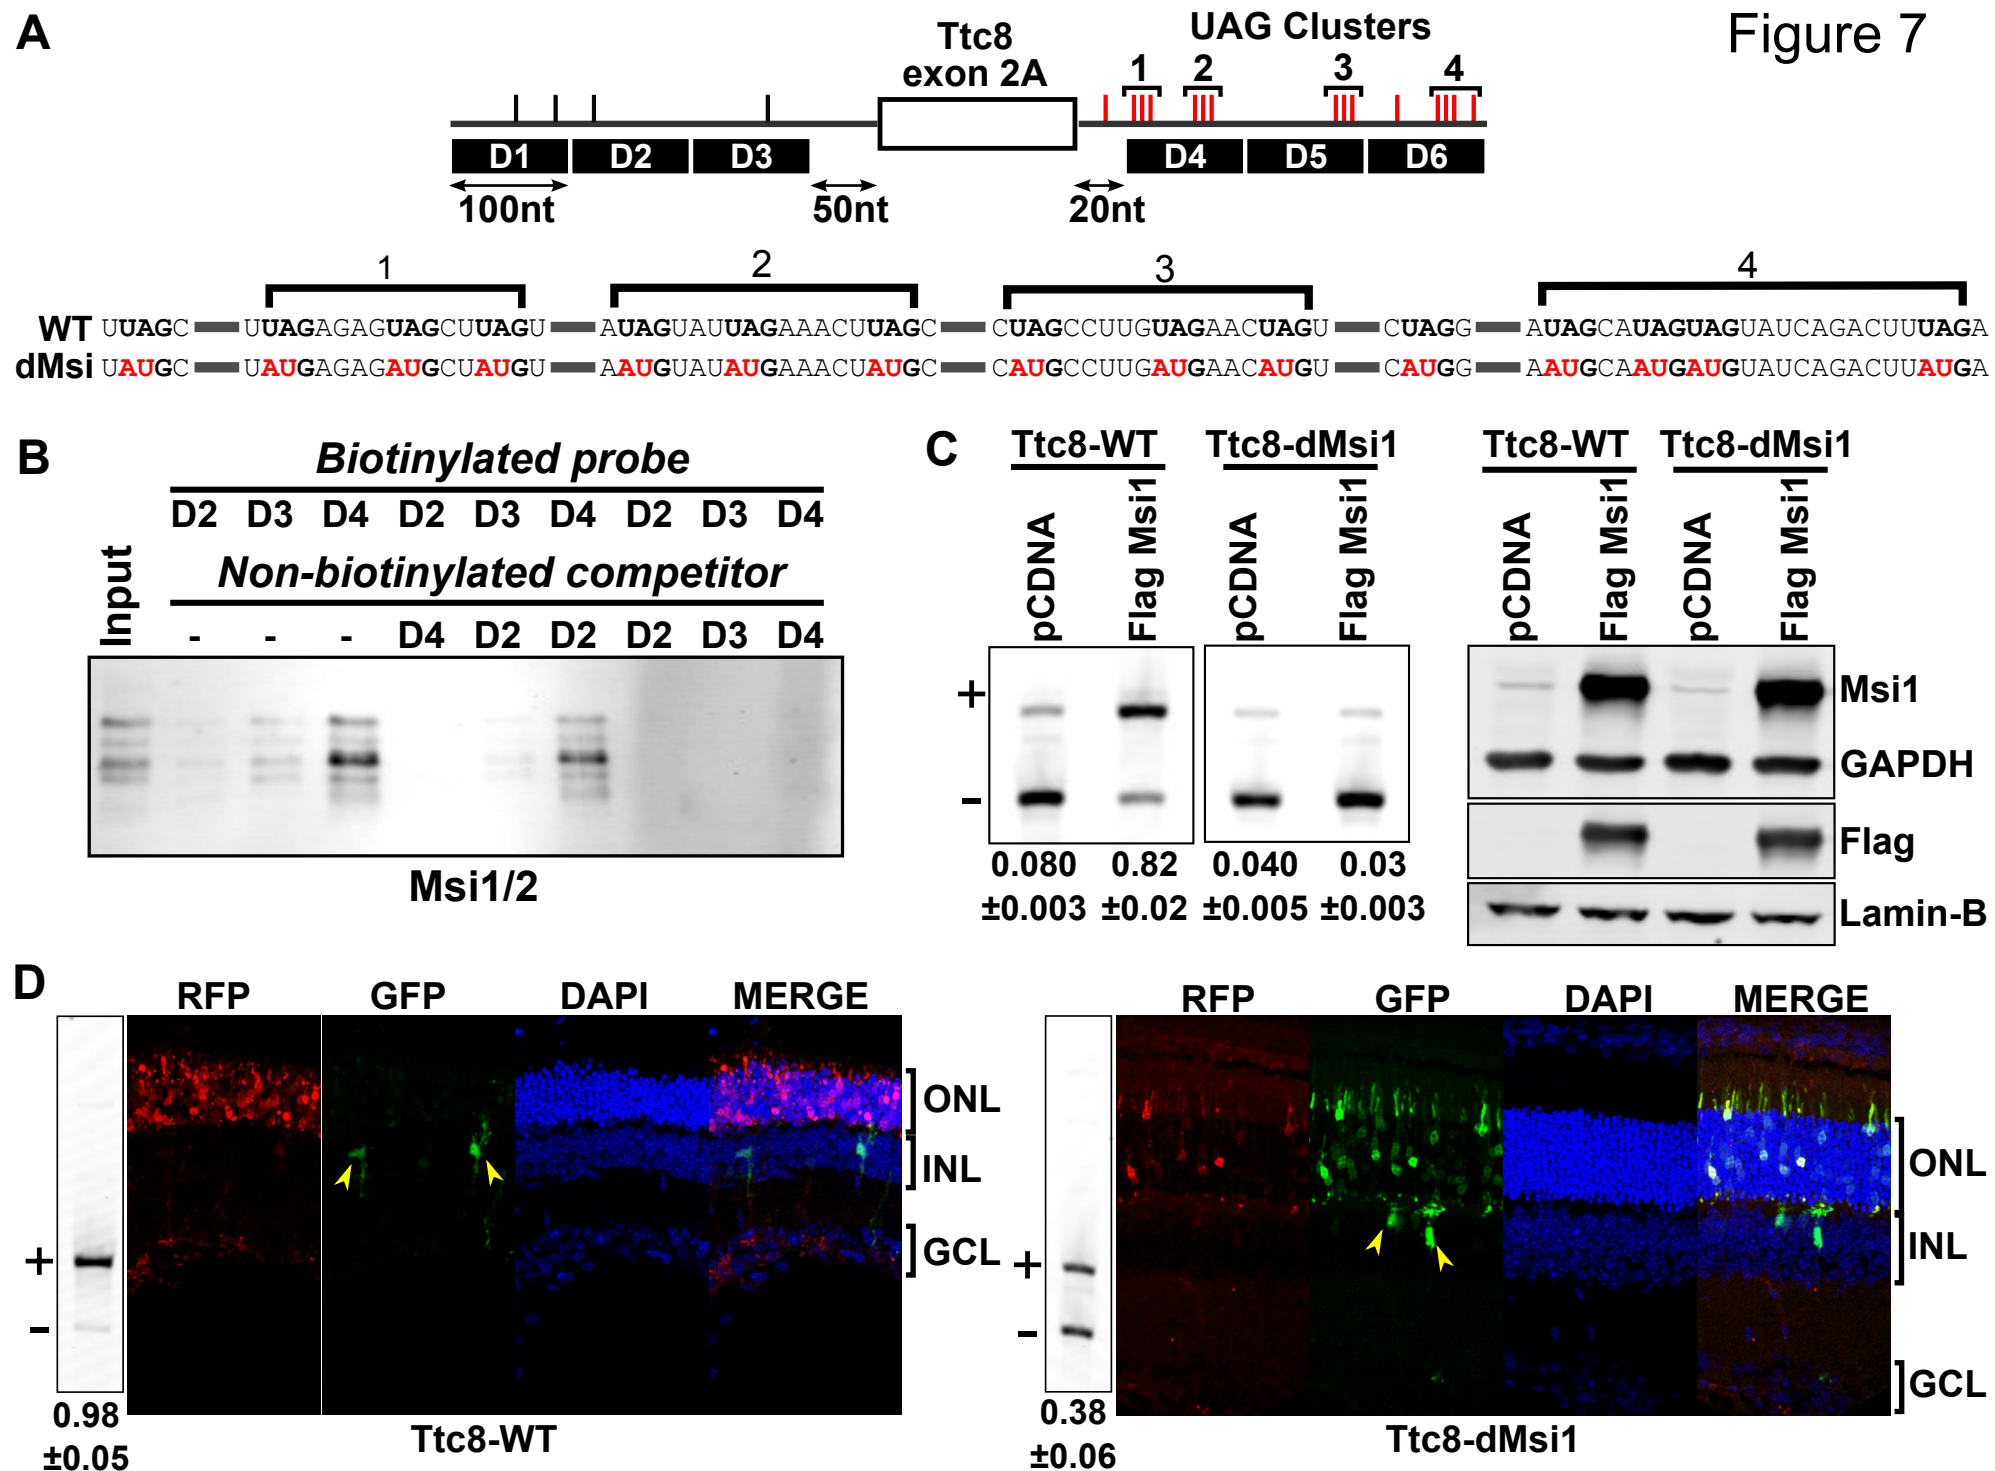 Figure 7
A
Ttc8
exon 2A
UAG Clusters
1 2 3 4
D1 D2 D3 D4 D5 D6
100nt 50nt 20nt
1 2 3 4
WT UUAGC UUAGAGAGUAGCUUAGU AUAGUAUUAGAAACUUAGC CUAGCCUUGUAGAACUAGU CUAGG AUAGCAUAGUAGUAUCAGACUUUAGA
dMsi UAUGC UAUGAGAGAUGCUAUGU AAUGUAUAUGAAACUAUGC CAUGCCUUGAUGAACAUGU CAUGG AAUGCAAUGAUGUAUCAGACUUAUGA
B
Biotinylated probe
D2 D3 D4 D2 D3 D4 D2 D3 D4
Non-biotinylated competitor
Input - - - D4 D2 D2 D2 D3 D4
Msi1/2
C
Ttc8-WT Ttc8-dMsi1 Ttc8-WT Ttc8-dMsi1
pCDNA Flag Msi1 pCDNA Flag Msi1 pCDNA Flag Msi1 pCDNA Flag Msi1
+
-
0.080 0.82 0.040 0.03
±0.003 ±0.02 ±0.005 ±0.003
Msi1
GAPDH
Flag
Lamin-B
D
RFP GFP DAPI MERGE
ONL
INL
GCL
+
-
0.98
±0.05
Ttc8-WT
RFP GFP DAPI MERGE
ONL
INL
GCL
+
-
0.38
±0.06
Ttc8-dMsi1